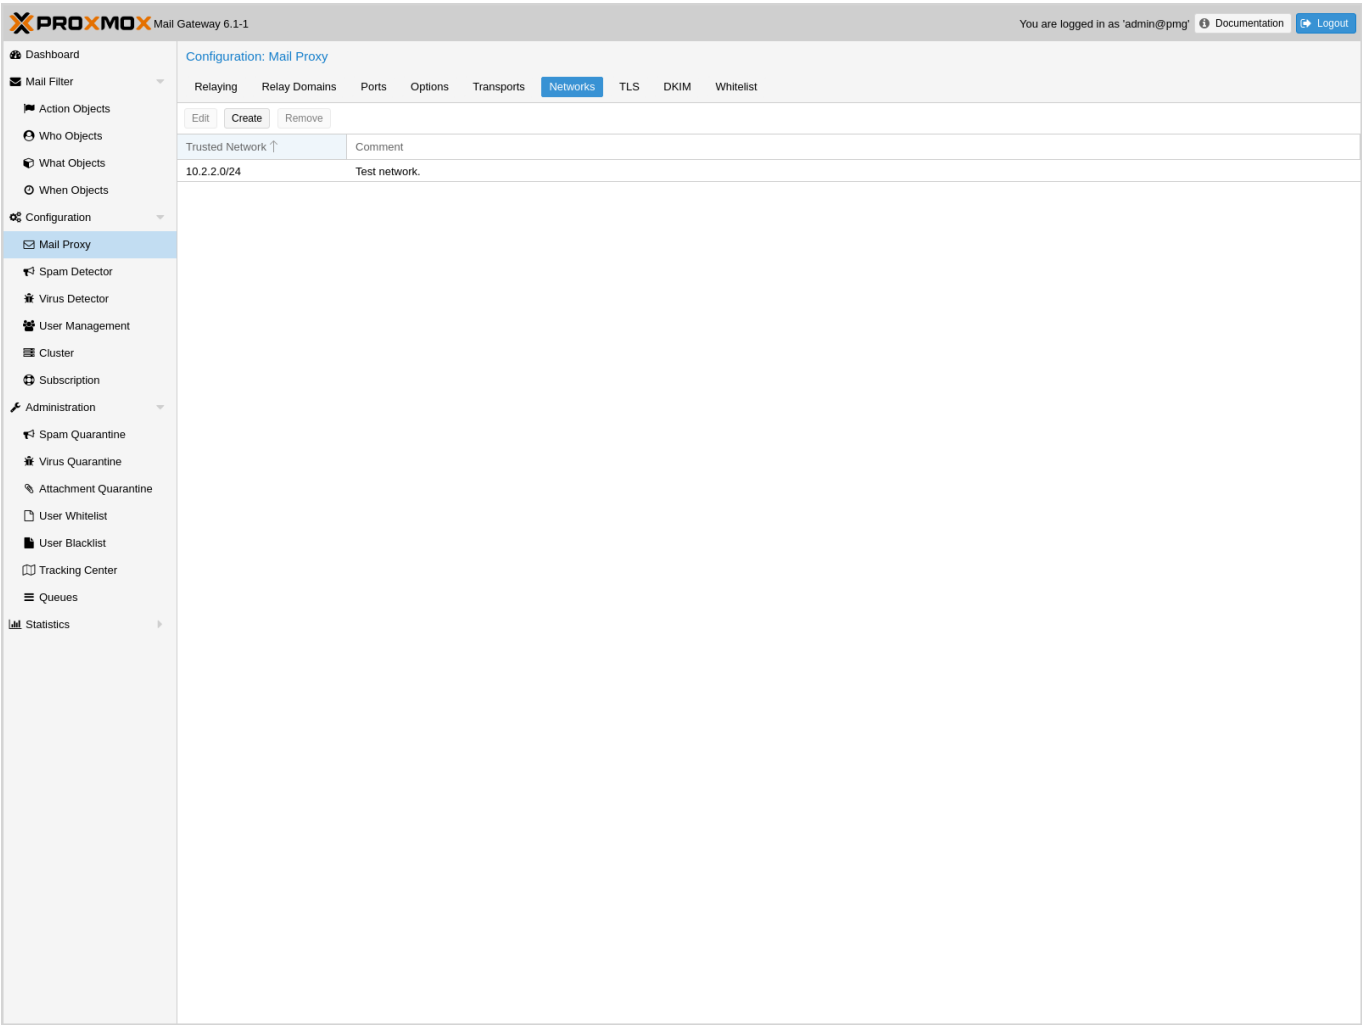 PROXMOX Mail Gateway 6.1-1
You are logged in as 'admin@pmg'
Documentation
Logout
Dashboard
Mail Filter
Action Objects
Who Objects
What Objects
When Objects
Configuration
Mail Proxy
Spam Detector
Virus Detector
User Management
Cluster
Subscription
Administration
Spam Quarantine
Virus Quarantine
Attachment Quarantine
User Whitelist
User Blacklist
Tracking Center
Queues
Statistics
Configuration: Mail Proxy
Relaying Relay Domains Ports Options Transports Networks TLS DKIM Whitelist
Edit Create Remove
Trusted Network Comment
10.2.2.0/24 Test network.